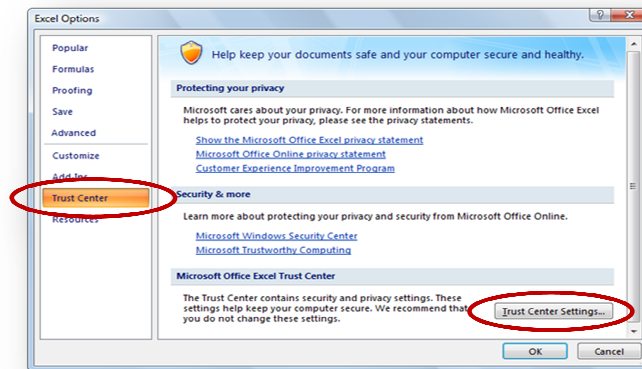 Excel Options
Popular
Formulas
Proofing
Save
Advanced
Customize
Add-Ins
Trust Center
Resources
Help keep your documents safe and your computer secure and healthy.
Protecting your privacy
Microsoft cares about your privacy. For more information about how Microsoft Office Excel
helps to protect your privacy, please see the privacy statements.
Show the Microsoft Office Excel privacy statement
Microsoft Office Online privacy statement
Customer Experience Improvement Program
Security & more
Learn more about protecting your privacy and security from Microsoft Office Online.
Microsoft Windows Security Center
Microsoft Trustworthy Computing
Microsoft Office Excel Trust Center
The Trust Center contains security and privacy settings. These
settings help keep your computer secure. We recommend that
you do not change these settings.
Trust Center Settings...
OK
Cancel